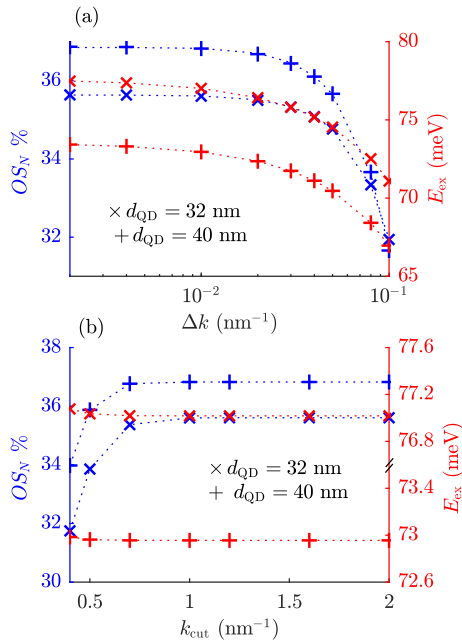 (a)
80
75
70
65
E_ex (meV)
36
34
32
OS_N %
× d_QD = 32 nm
+ d_QD = 40 nm
10⁻²
10⁻¹
Δk (nm⁻¹)
(b)
38
36
34
32
30
OS_N %
77.6
77.2
76.8
73.4
73
72.6
E_ex (meV)
× d_QD = 32 nm
+ d_QD = 40 nm
0.5
1
1.5
2
k_cut (nm⁻¹)